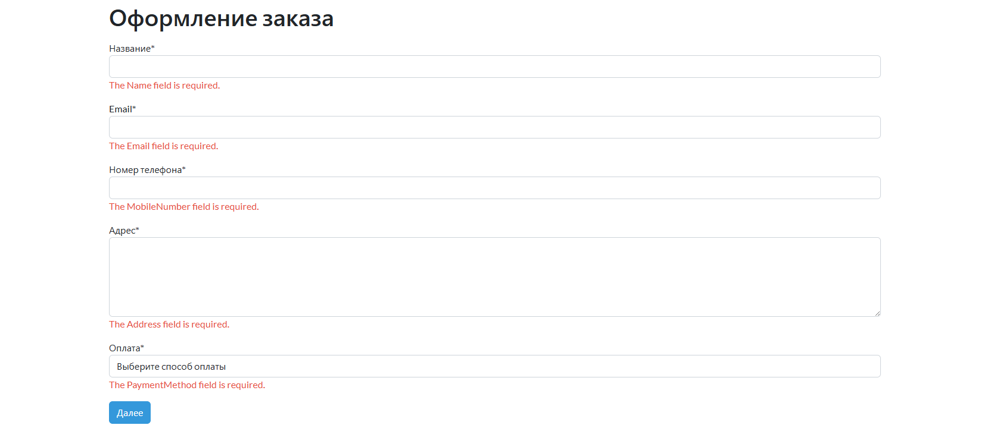 Оформление заказа
Название*
The Name field is required.
Email*
The Email field is required.
Номер телефона*
The MobileNumber field is required.
Адрес*
The Address field is required.
Оплата*
Выберите способ оплаты
The PaymentMethod field is required.
Далее